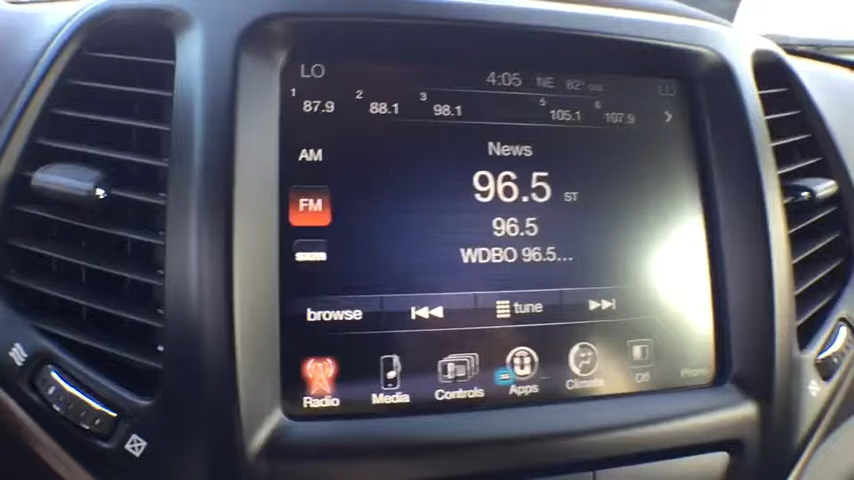 LO 4:05 NE 82° out LO
1 87.9 2 88.1 3 98.1 5 105.1 6 107.9
News
AM
96.5 ST
FM
96.5
WDBO 96.5...
browse tune
Radio Media Controls Apps Climate Off Phone